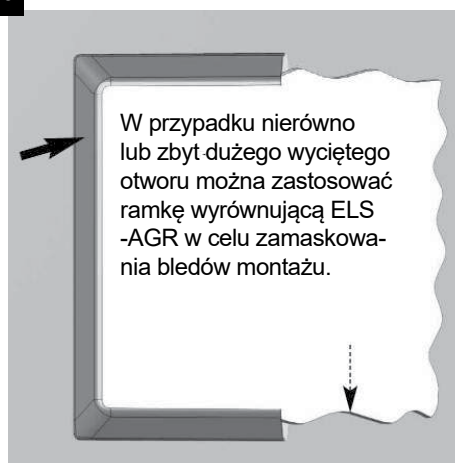 W przypadku nierówno
lub zbyt dużego wyciętego
otworu można zastosować
ramkę wyrównującą ELS
-AGR w celu zamaskowa-
nia bledów montażu.